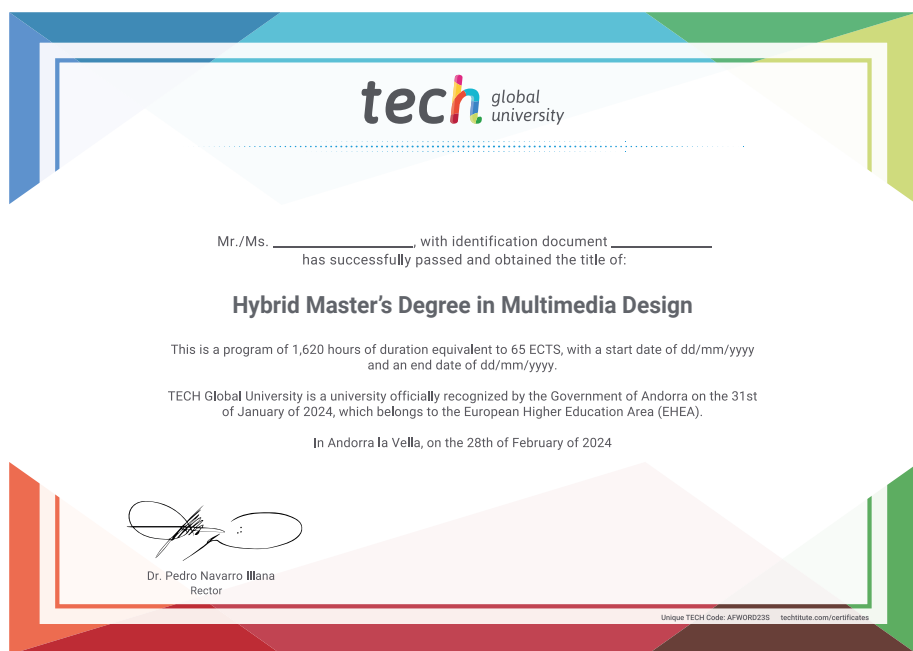 tech global university
Mr./Ms. ____________, with identification document ____________
has successfully passed and obtained the title of:
Hybrid Master’s Degree in Multimedia Design
This is a program of 1,620 hours of duration equivalent to 65 ECTS, with a start date of dd/mm/yyyy
and an end date of dd/mm/yyyy.
TECH Global University is a university officially recognized by the Government of Andorra on the 31st
of January of 2024, which belongs to the European Higher Education Area (EHEA).
In Andorra la Vella, on the 28th of February of 2024
Dr. Pedro Navarro Illana
Rector
Unique TECH Code: AFWORD23S techtitute.com/certificates